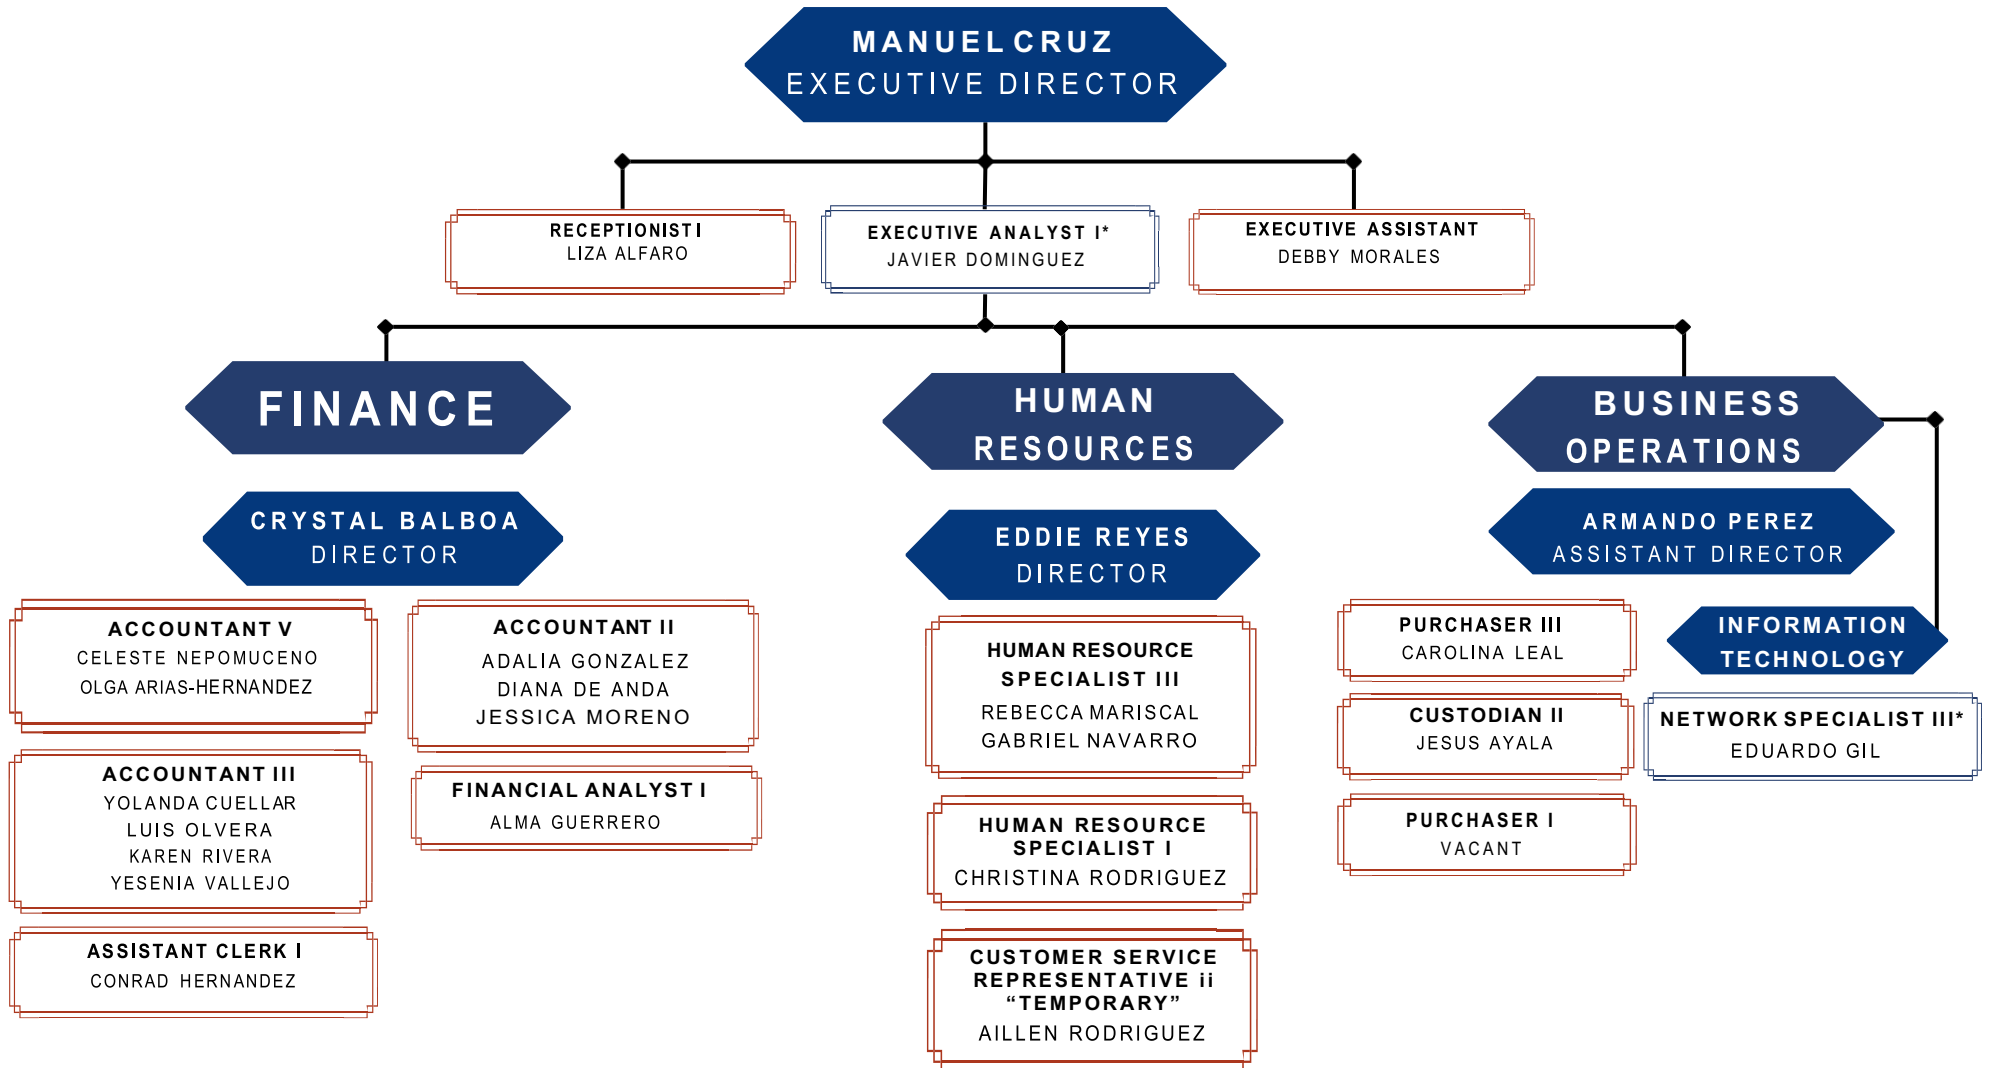 MANUEL CRUZ
EXECUTIVE DIRECTOR
RECEPTIONIST I
LIZA ALFARO
EXECUTIVE ANALYST I*
JAVIER DOMINGUEZ
EXECUTIVE ASSISTANT
DEBBY MORALES
FINANCE
CRYSTAL BALBOA
DIRECTOR
ACCOUNTANT V
CELESTE NEPOMUCENO
OLGA ARIAS-HERNANDEZ
ACCOUNTANT III
YOLANDA CUELLAR
LUIS OLVERA
KAREN RIVERA
YESENIA VALLEJO
ASSISTANT CLERK I
CONRAD HERNANDEZ
ACCOUNTANT II
ADALIA GONZALEZ
DIANA DE ANDA
JESSICA MORENO
FINANCIAL ANALYST I
ALMA GUERRERO
HUMAN
RESOURCES
EDDIE REYES
DIRECTOR
HUMAN RESOURCE
SPECIALIST III
REBECCA MARISCAL
GABRIEL NAVARRO
HUMAN RESOURCE
SPECIALIST I
CHRISTINA RODRIGUEZ
CUSTOMER SERVICE
REPRESENTATIVE ii
“TEMPORARY”
AILLEN RODRIGUEZ
BUSINESS
OPERATIONS
ARMANDO PEREZ
ASSISTANT DIRECTOR
PURCHASER III
CAROLINA LEAL
CUSTODIAN II
JESUS AYALA
PURCHASER I
VACANT
INFORMATION
TECHNOLOGY
NETWORK SPECIALIST III*
EDUARDO GIL